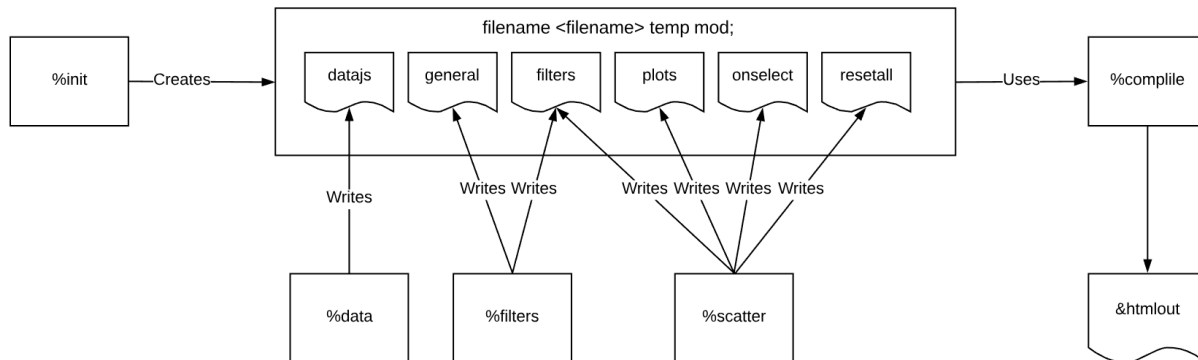 filename <filename> temp mod;
%init
Creates
datajs
general
filters
plots
onselect
resetall
Uses
%complile
Writes
Writes
Writes
Writes
Writes
Writes
Writes
%data
%filters
%scatter
&htmlout